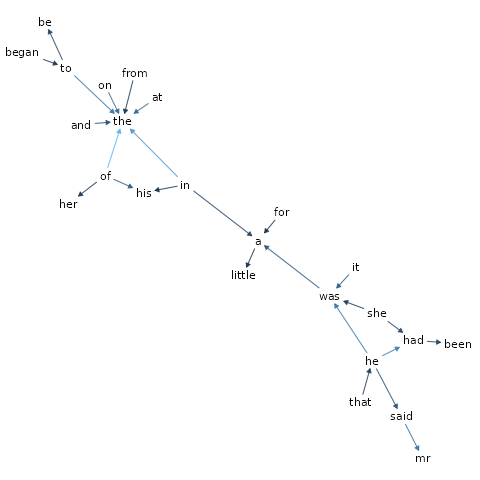 be
began
to
from
on
at
and
the
of
in
his
her
for
a
little
it
was
she
had
been
he
that
said
mr